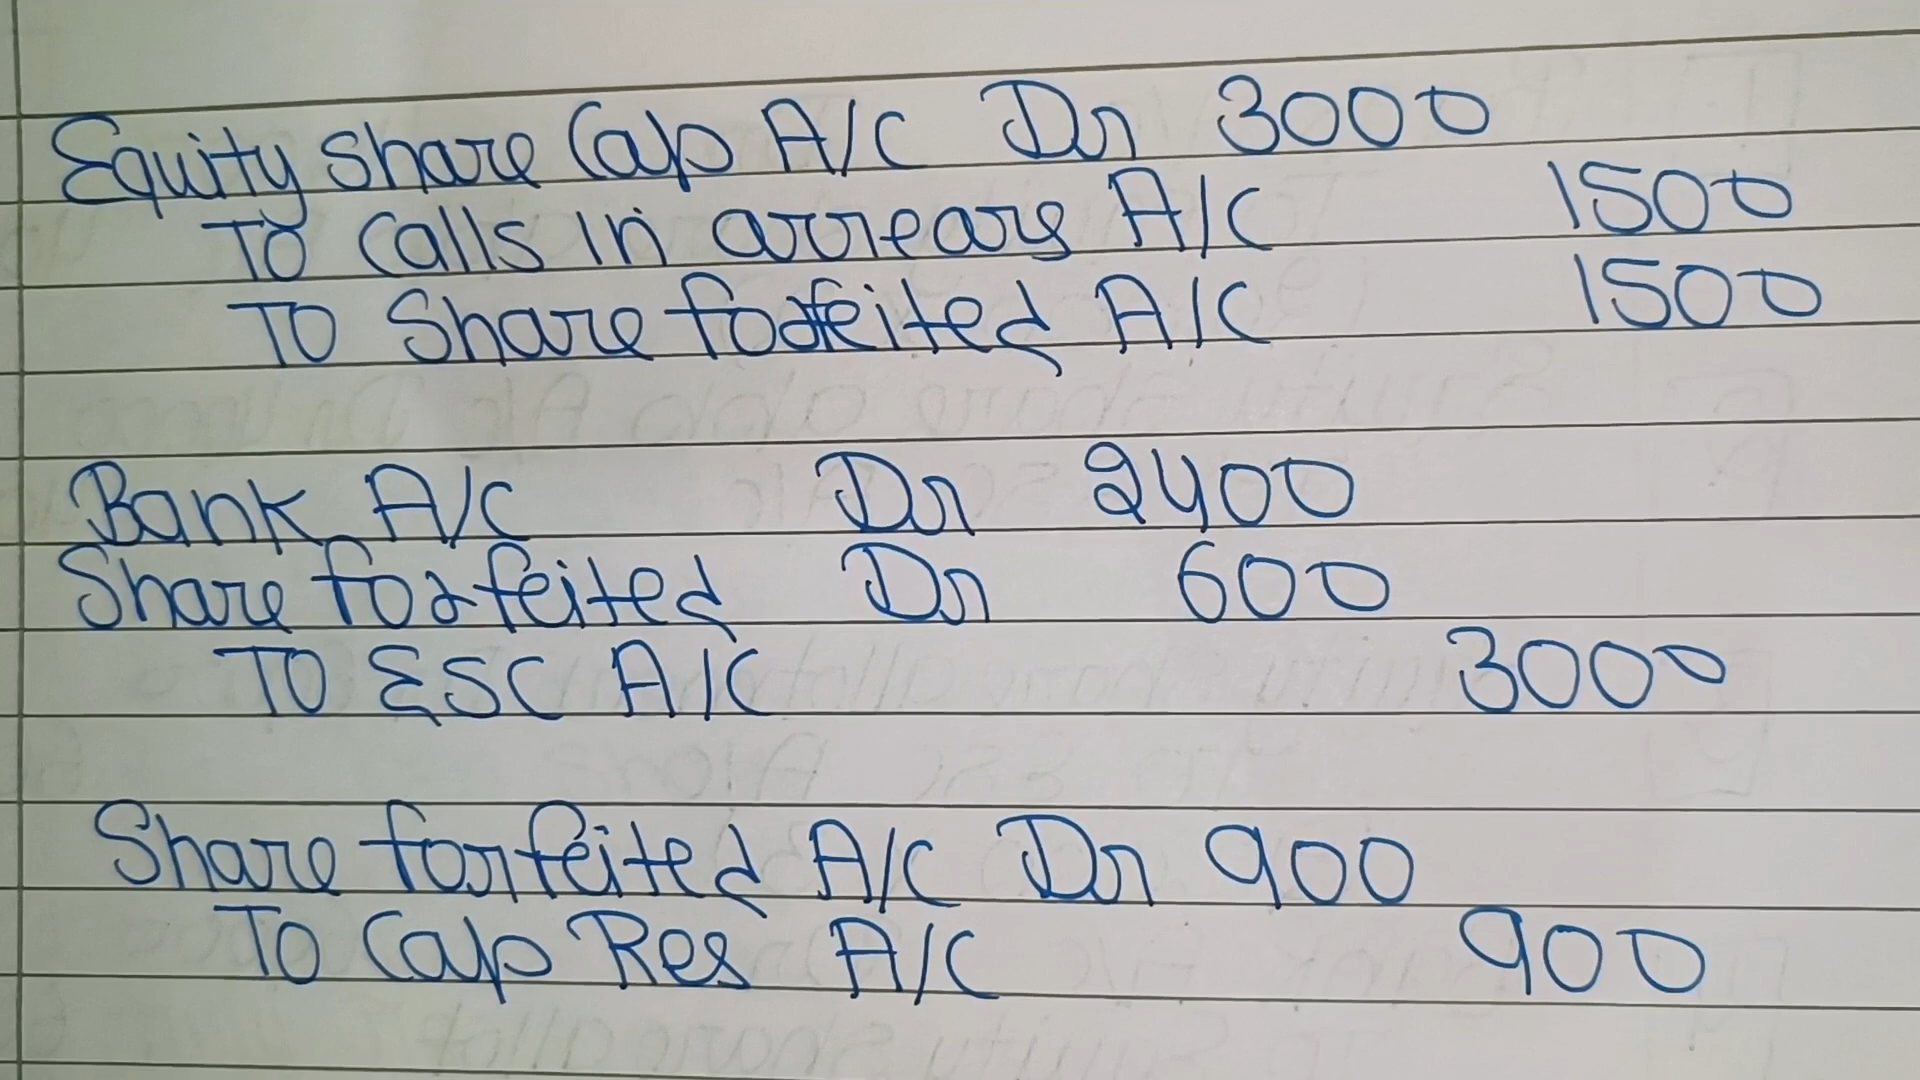 Equity share Cap A/C Dr 3000
To Calls in arrears A/C 1500
To Share forfeited A/C 1500
Bank A/C Dr 2400
Share forfeited Dr 600
To ESC A/C 3000
Share forfeited A/C Dr 900
To Cap Res A/C 900